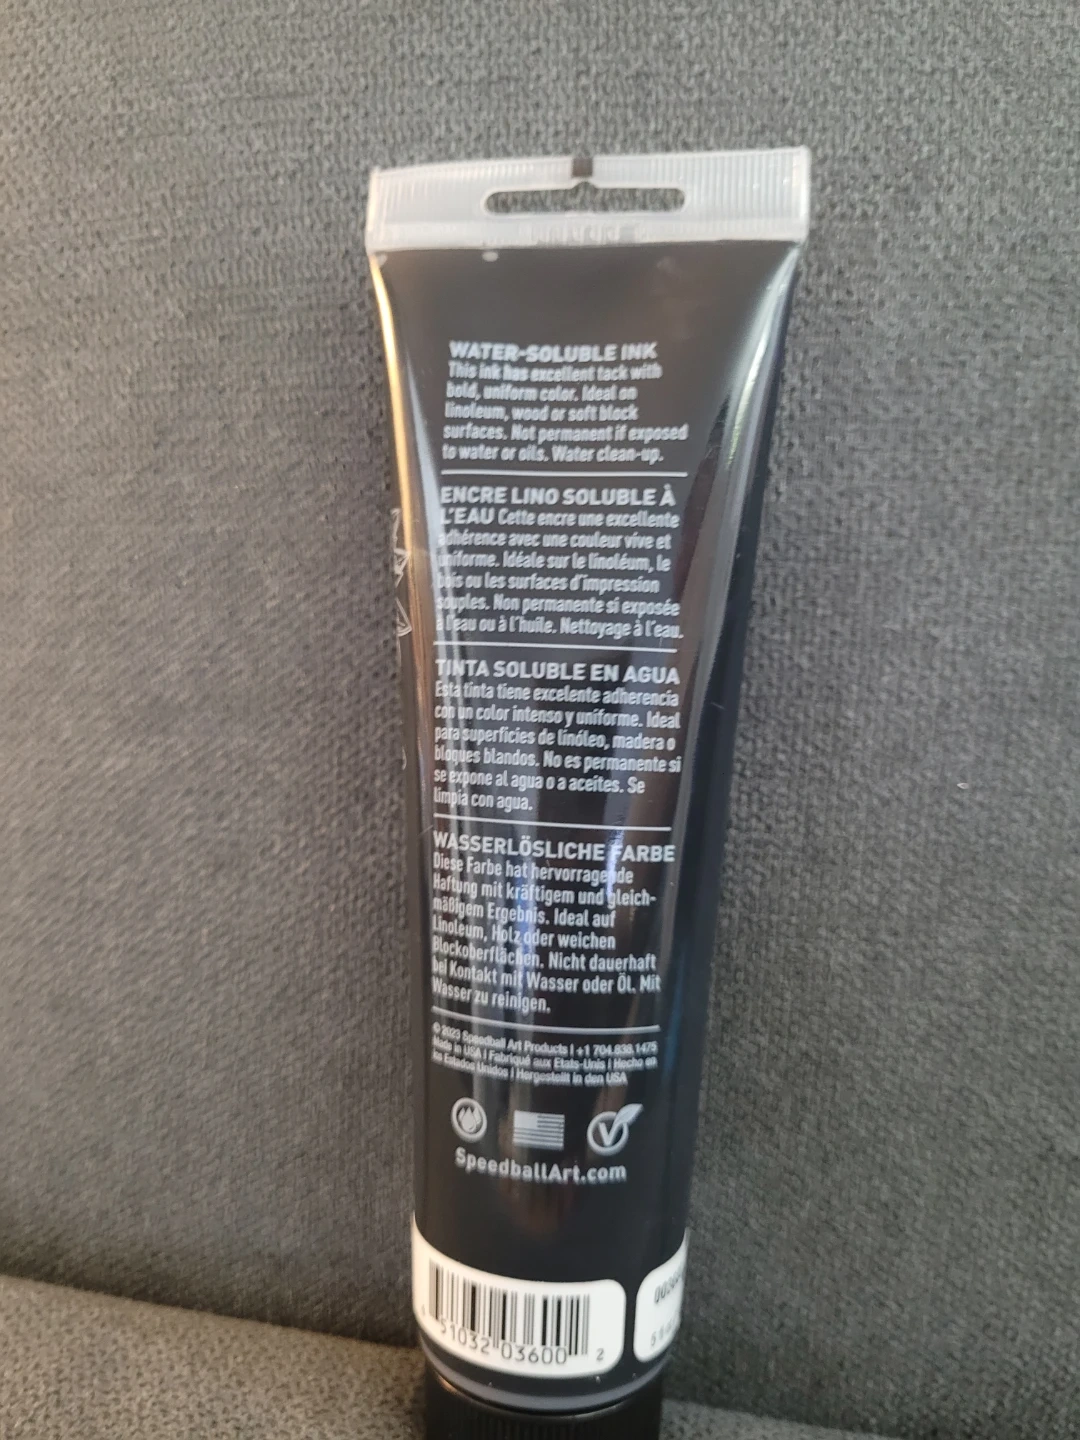 WATER-SOLUBLE INK
This ink has excellent tack with
bold, uniform color. Ideal on
linoleum, wood or soft block
surfaces. Not permanent if exposed
to water or oils. Water clean-up.
ENCRE LINO SOLUBLE À
L'EAU Cette encre une excellente
adhérence avec une couleur vive et
uniforme. Idéale sur le linoléum, le
bois ou les surfaces d'impression
souples. Non permanente si exposée
à l'eau ou à l'huile. Nettoyage à l'eau.
TINTA SOLUBLE EN AGUA
Esta tinta tiene excelente adherencia
con un color intenso y uniforme. Ideal
para superficies de linóleo, madera o
bloques blandos. No es permanente si
se expone al agua o a aceites. Se
limpia con agua.
WASSERLÖSLICHE FARBE
Diese Farbe hat hervorragende
Haftung mit kräftigem und gleich-
mäßigem Ergebnis. Ideal auf
Linoleum, Holz oder weichen
Blockoberflächen. Nicht dauerhaft
bei Kontakt mit Wasser oder Öl. Mit
Wasser zu reinigen.
© 2023 Speedball Art Products | +1 704.838.1475
Made in USA | Fabriqué aux Etats-Unis | Hecho en
los Estados Unidos | Hergestellt in den USA
V
SpeedballArt.com
51032 03600 2